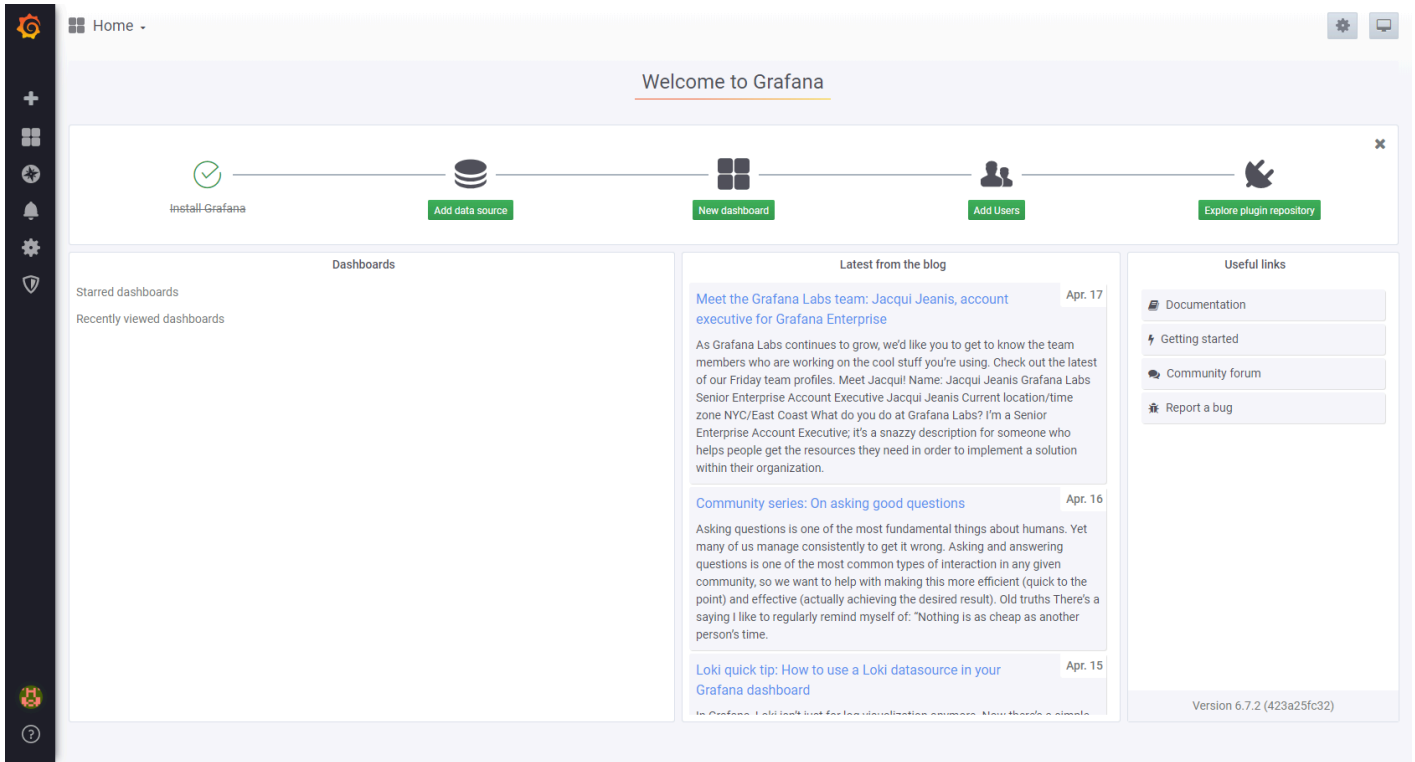 Home
Welcome to Grafana
Install Grafana
Add data source
New dashboard
Add Users
Explore plugin repository
Dashboards
Starred dashboards
Recently viewed dashboards
Latest from the blog
Meet the Grafana Labs team: Jacqui Jeanis, account
executive for Grafana Enterprise
Apr. 17
As Grafana Labs continues to grow, we'd like you to get to know the team
members who are working on the cool stuff you're using. Check out the latest
of our Friday team profiles. Meet Jacqui! Name: Jacqui Jeanis Grafana Labs
Senior Enterprise Account Executive Jacqui Jeanis Current location/time
zone NYC/East Coast What do you do at Grafana Labs? I'm a Senior
Enterprise Account Executive; it's a snazzy description for someone who
helps people get the resources they need in order to implement a solution
within their organization.
Community series: On asking good questions
Apr. 16
Asking questions is one of the most fundamental things about humans. Yet
many of us manage consistently to get it wrong. Asking and answering
questions is one of the most common types of interaction in any given
community, so we want to help with making this more efficient (quick to the
point) and effective (actually achieving the desired result). Old truths There's a
saying I like to regularly remind myself of: "Nothing is as cheap as another
person's time.
Loki quick tip: How to use a Loki datasource in your
Grafana dashboard
Apr. 15
In Grafana, Loki isn't just for log visualization anymore. Now there's a simple
Useful links
Documentation
Getting started
Community forum
Report a bug
Version 6.7.2 (423a25fc32)